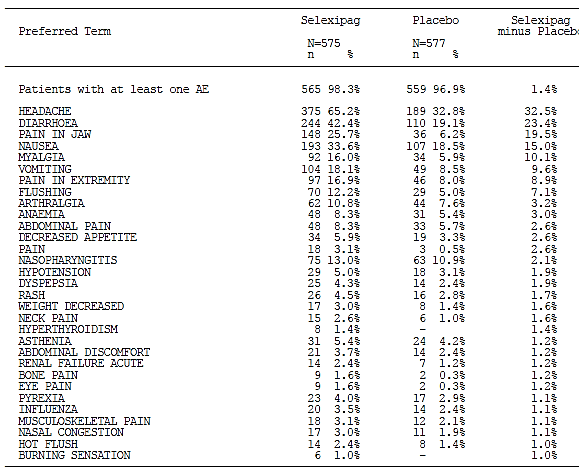 Selexipag Placebo Selexipag
Preferred Term minus Placebo
N=575 N=577
n % n %
Patients with at least one AE 565 98.3% 559 96.9% 1.4%
HEADACHE 375 65.2% 189 32.8% 32.5%
DIARRHOEA 244 42.4% 110 19.1% 23.4%
PAIN IN JAW 148 25.7% 36 6.2% 19.5%
NAUSEA 193 33.6% 107 18.5% 15.0%
MYALGIA 92 16.0% 34 5.9% 10.1%
VOMITING 104 18.1% 49 8.5% 9.6%
PAIN IN EXTREMITY 97 16.9% 46 8.0% 8.9%
FLUSHING 70 12.2% 29 5.0% 7.1%
ARTHRALGIA 62 10.8% 44 7.6% 3.2%
ANAEMIA 48 8.3% 31 5.4% 3.0%
ABDOMINAL PAIN 48 8.3% 33 5.7% 2.6%
DECREASED APPETITE 34 5.9% 19 3.3% 2.6%
PAIN 18 3.1% 3 0.5% 2.6%
NASOPHARYNGITIS 75 13.0% 63 10.9% 2.1%
HYPOTENSION 29 5.0% 18 3.1% 1.9%
DYSPEPSIA 25 4.3% 14 2.4% 1.9%
RASH 26 4.5% 16 2.8% 1.7%
WEIGHT DECREASED 17 3.0% 8 1.4% 1.6%
NECK PAIN 15 2.6% 6 1.0% 1.6%
HYPERTHYROIDISM 8 1.4% – 1.4%
ASTHENIA 31 5.4% 24 4.2% 1.2%
ABDOMINAL DISCOMFORT 21 3.7% 14 2.4% 1.2%
RENAL FAILURE ACUTE 14 2.4% 7 1.2% 1.2%
BONE PAIN 9 1.6% 2 0.3% 1.2%
EYE PAIN 9 1.6% 2 0.3% 1.2%
PYREXIA 23 4.0% 17 2.9% 1.1%
INFLUENZA 20 3.5% 14 2.4% 1.1%
MUSCULOSKELETAL PAIN 18 3.1% 12 2.1% 1.1%
NASAL CONGESTION 17 3.0% 11 1.9% 1.1%
HOT FLUSH 14 2.4% 8 1.4% 1.0%
BURNING SENSATION 6 1.0% – 1.0%